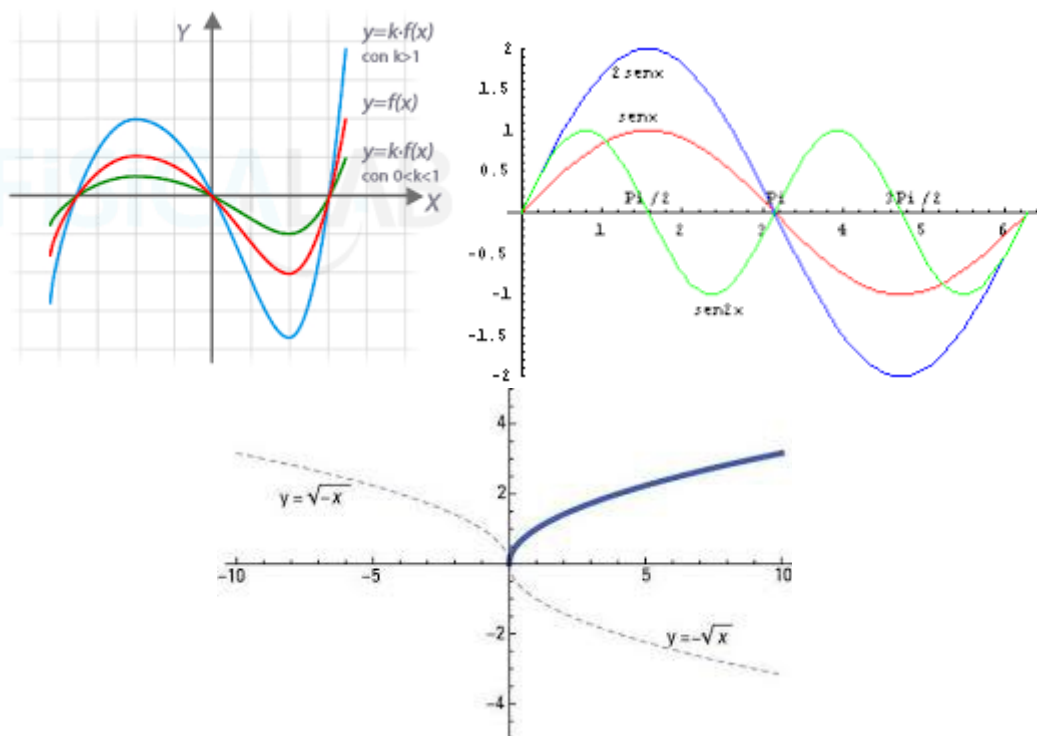 Y
y=k·f(x)
con k>1
y=f(x)
y=k·f(x)
con 0<k<1
X
FISICALAB
2
1.5
1
0.5
-0.5
-1
-1.5
-2
2 senx
senx
Pi/2
Pi
3Pi/2
1
2
3
4
5
6
sen2x
4
2
-2
-4
y = √-x
-10
-5
5
10
y = -√x